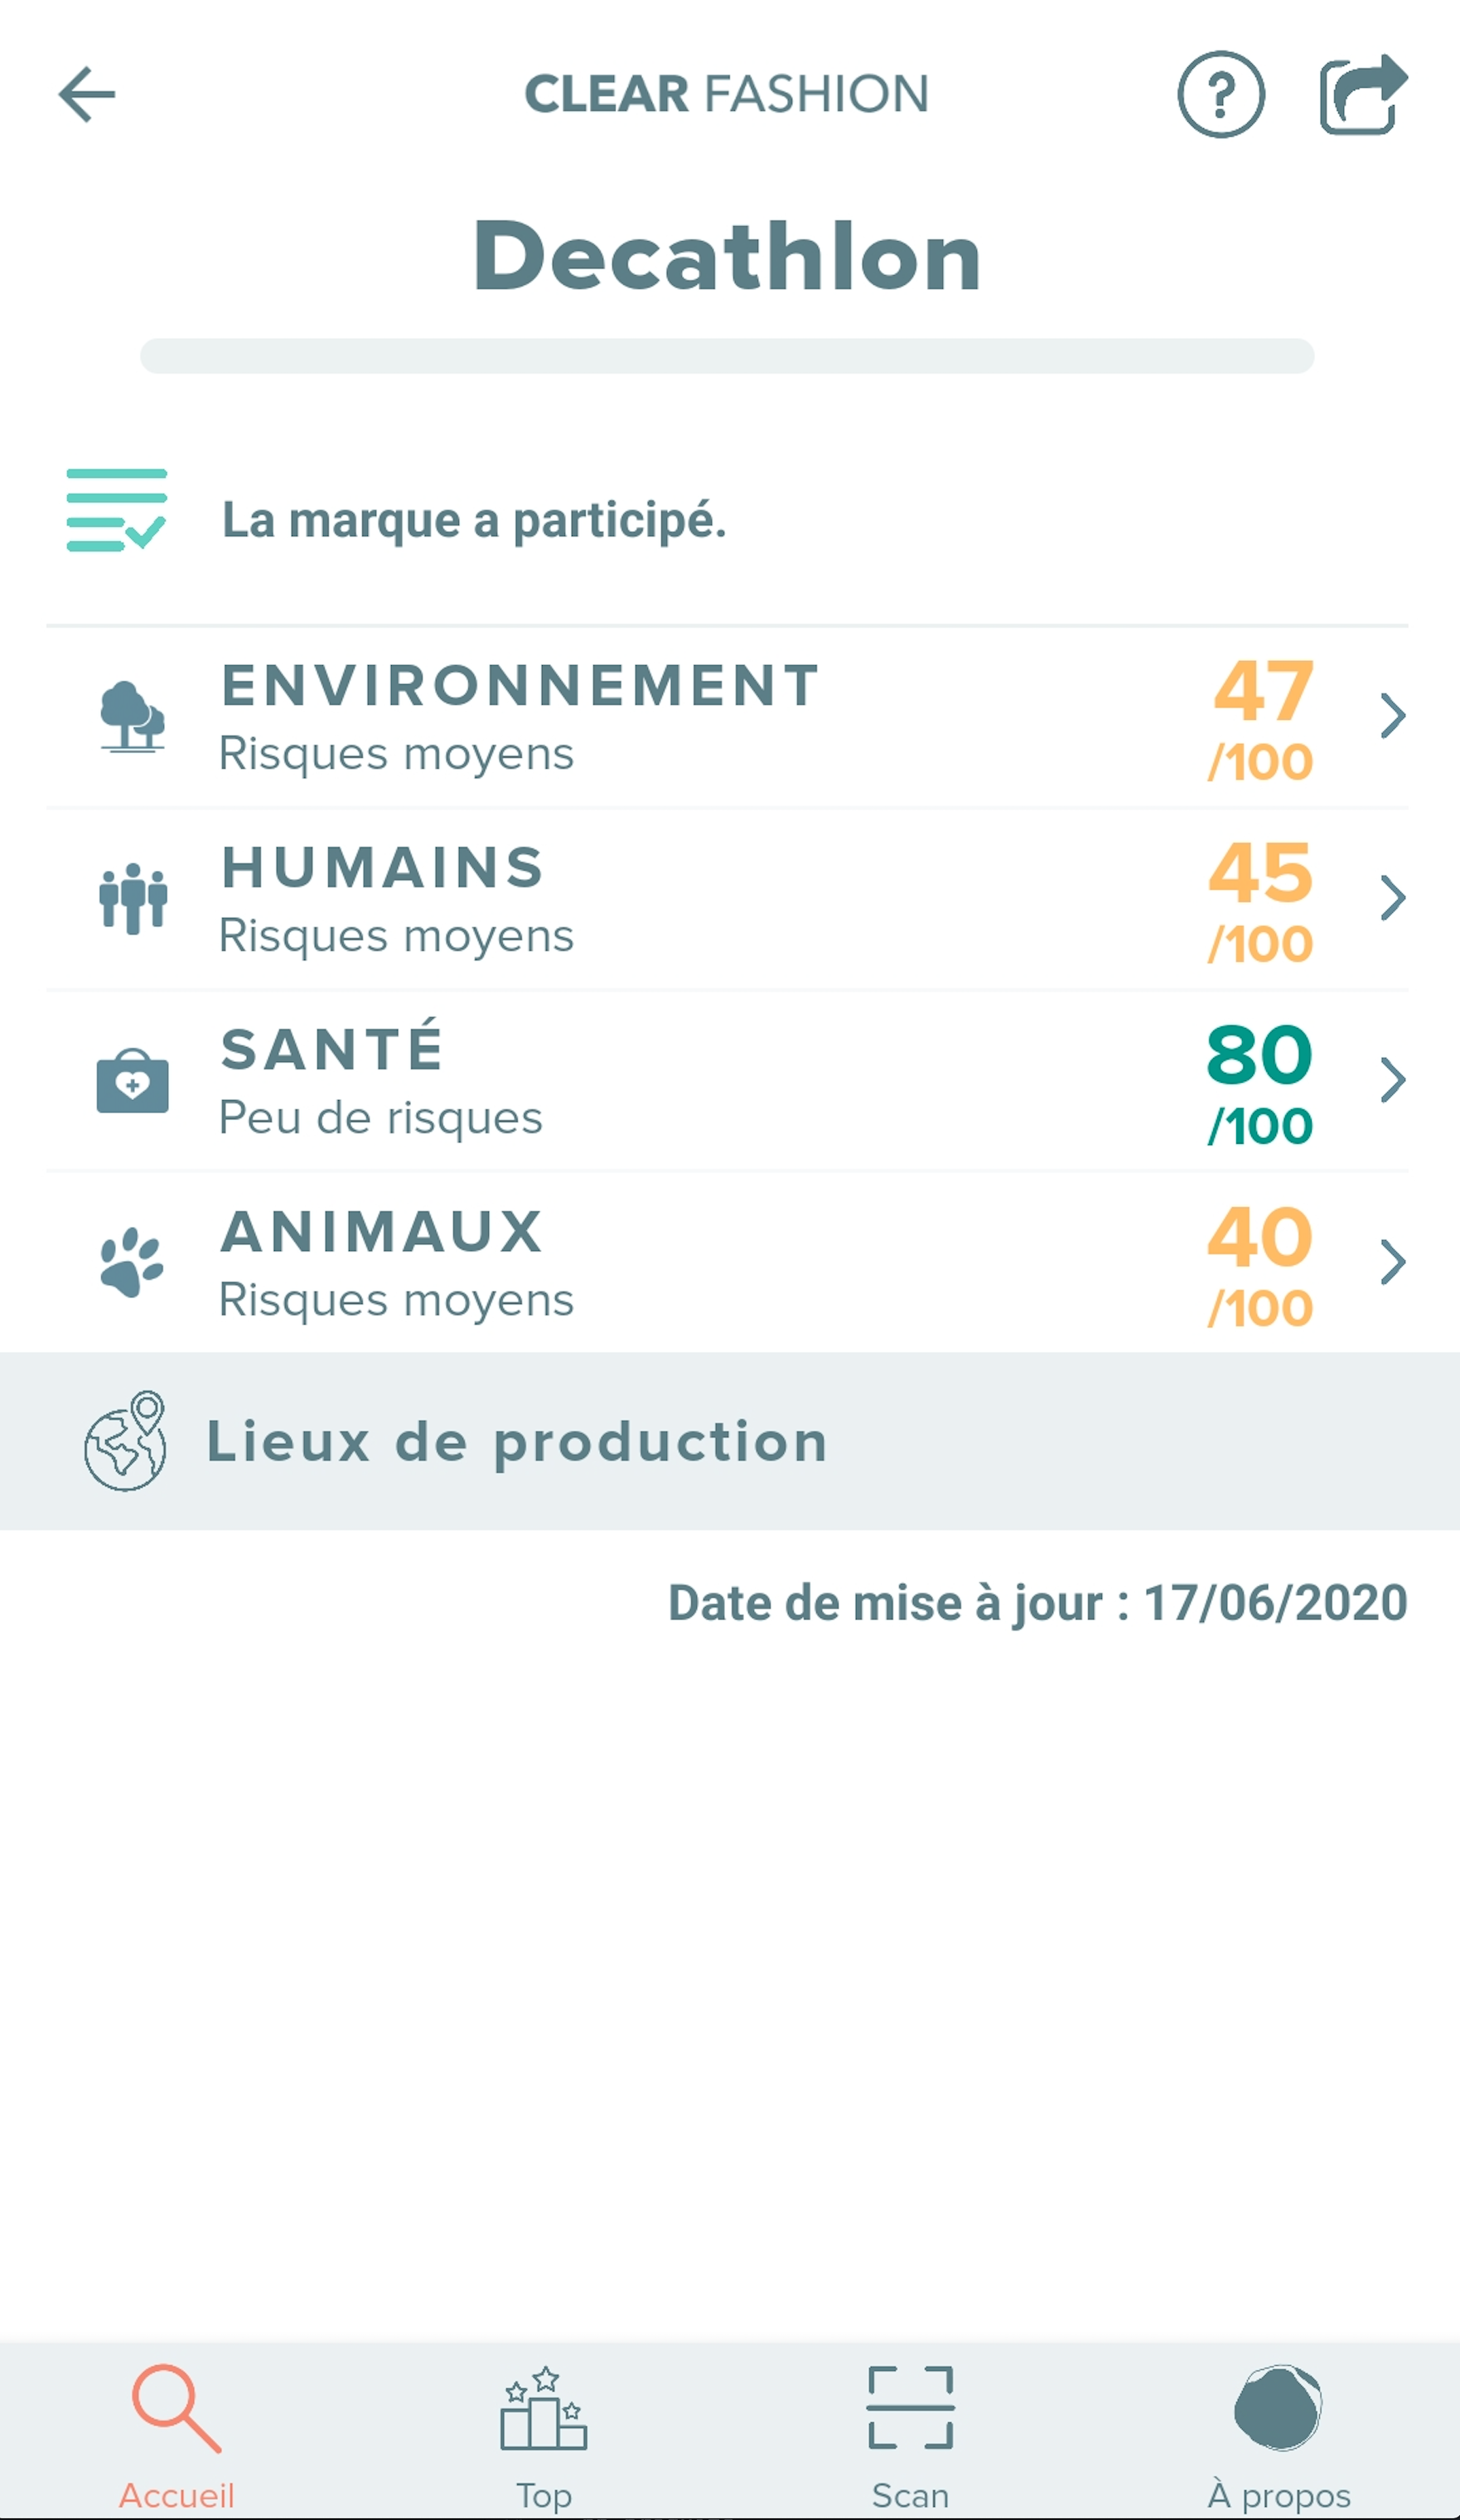 CLEAR FASHION
Decathlon
La marque a participé.
ENVIRONNEMENT
Risques moyens
47
/100
HUMAINS
Risques moyens
45
/100
SANTÉ
Peu de risques
80
/100
ANIMAUX
Risques moyens
40
/100
Lieux de production
Date de mise à jour : 17/06/2020
Accueil
Top
Scan
À propos